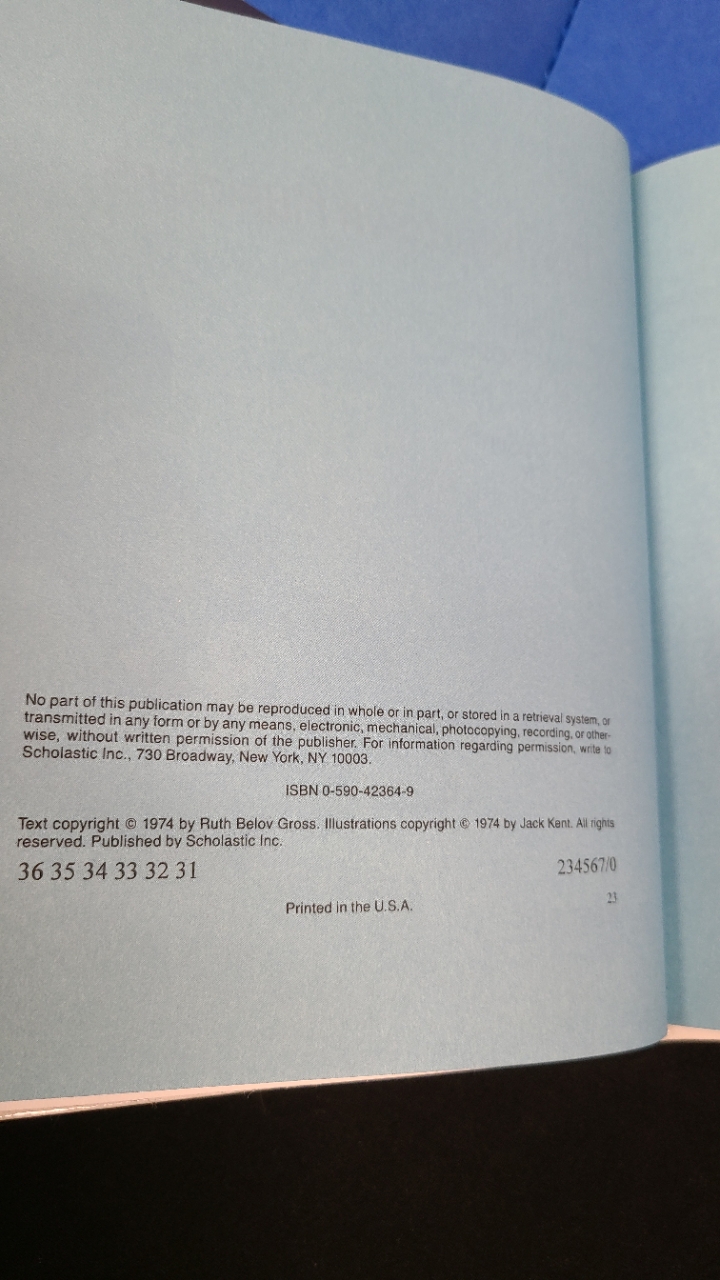 No part of this publication may be reproduced in whole or in part, or stored in a retrieval system, or
transmitted in any form or by any means, electronic, mechanical, photocopying, recording, or other-
wise, without written permission of the publisher. For information regarding permission, write to
Scholastic Inc., 730 Broadway, New York, NY 10003.
ISBN 0-590-42364-9
Text copyright © 1974 by Ruth Belov Gross. Illustrations copyright © 1974 by Jack Kent. All rights
reserved. Published by Scholastic Inc.
36 35 34 33 32 31 234567/0
23
Printed in the U.S.A.